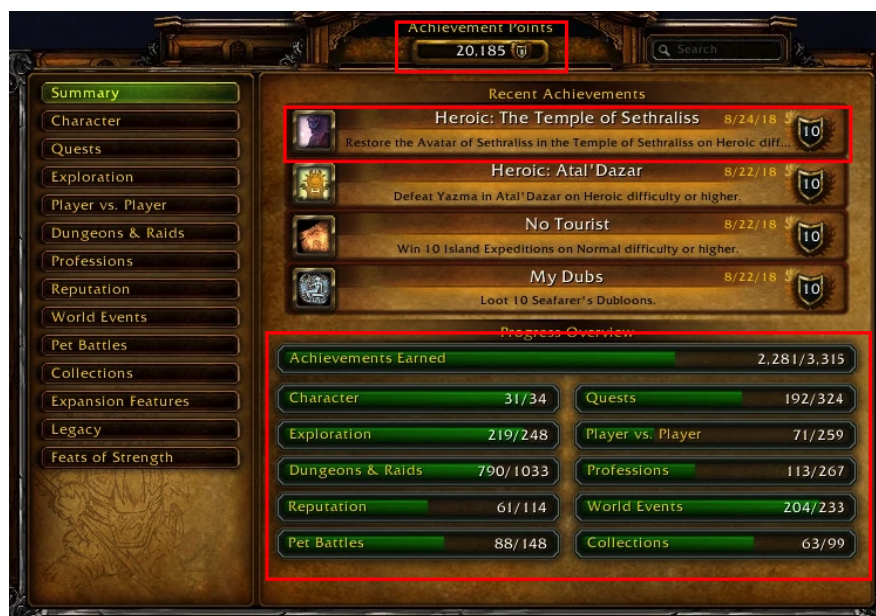 Achievement Points
20,185
Search
Summary
Character
Quests
Exploration
Player vs. Player
Dungeons & Raids
Professions
Reputation
World Events
Pet Battles
Collections
Expansion Features
Legacy
Feats of Strength
Recent Achievements
Heroic: The Temple of Sethraliss 8/24/18 10
Restore the Avatar of Sethraliss in the Temple of Sethraliss on Heroic diff...
Heroic: Atal'Dazar 8/22/18 10
Defeat Yazma in Atal'Dazar on Heroic difficulty or higher.
No Tourist 8/22/18 10
Win 10 Island Expeditions on Normal difficulty or higher.
My Dubs 8/22/18 10
Loot 10 Seafarer's Dubloons.
Progress Overview
Achievements Earned 2,281/3,315
Character 31/34 Quests 192/324
Exploration 219/248 Player vs. Player 71/259
Dungeons & Raids 790/1033 Professions 113/267
Reputation 61/114 World Events 204/233
Pet Battles 88/148 Collections 63/99